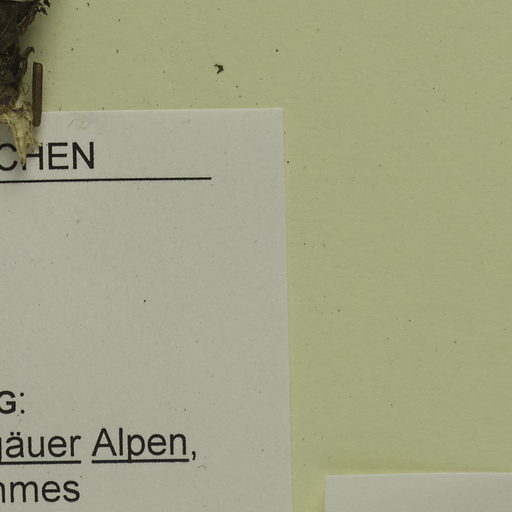 CHEN
G:
gäuer Alpen,
mmes